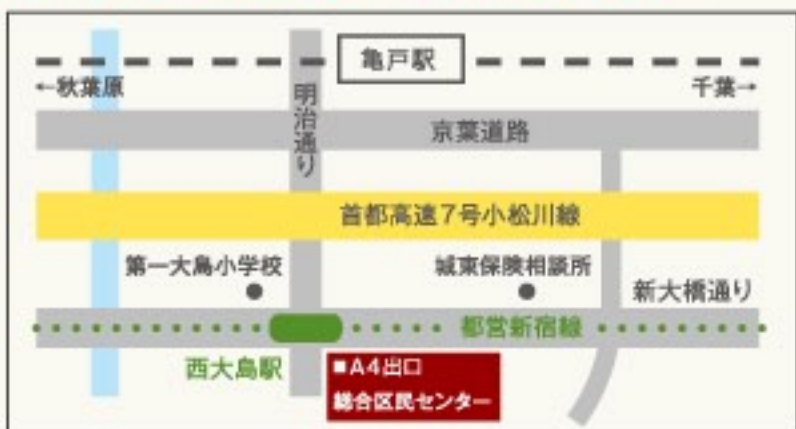 亀戸駅
←秋葉原
千葉→
明治通り
京葉道路
首都高速7号小松川線
第一大島小学校
城東保険相談所
新大橋通り
都営新宿線
西大島駅
■A4出口
総合区民センター